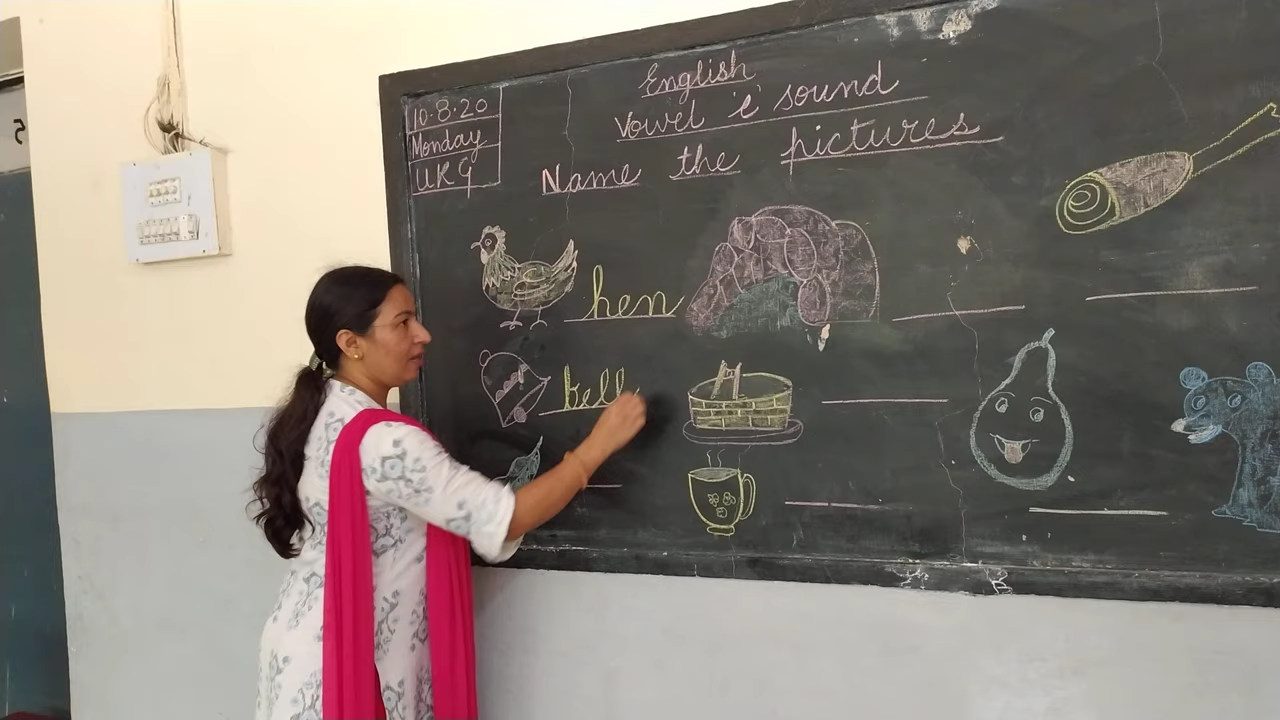 English
Vowel 'e' sound
Name the pictures
10.8.20
Monday
UKG
hen
bell